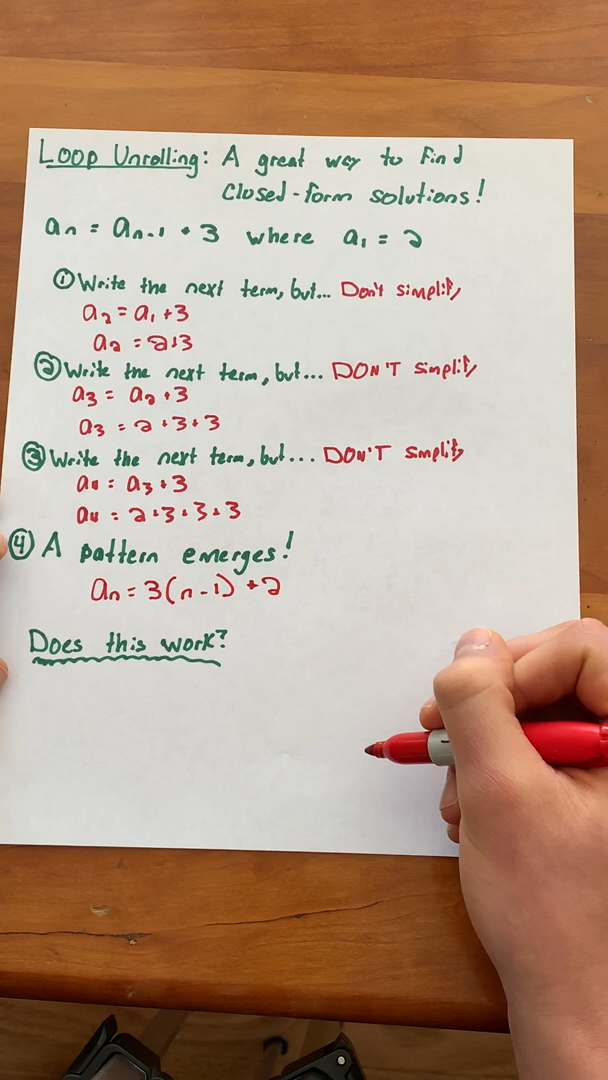 Loop Unrolling: A great way to find
closed-form solutions!
an = an-1 + 3 where a1 = 2
① Write the next term, but... Don't simplify
a2 = a1 + 3
a2 = 2+3
② Write the next term, but... DON'T simplify
a3 = a2 + 3
a3 = 2 + 3 + 3
③ Write the next term, but... DON'T simplify
a4 = a3 + 3
a4 = 2 + 3 + 3 + 3
④ A pattern emerges!
an = 3(n-1) + 2
Does this work?